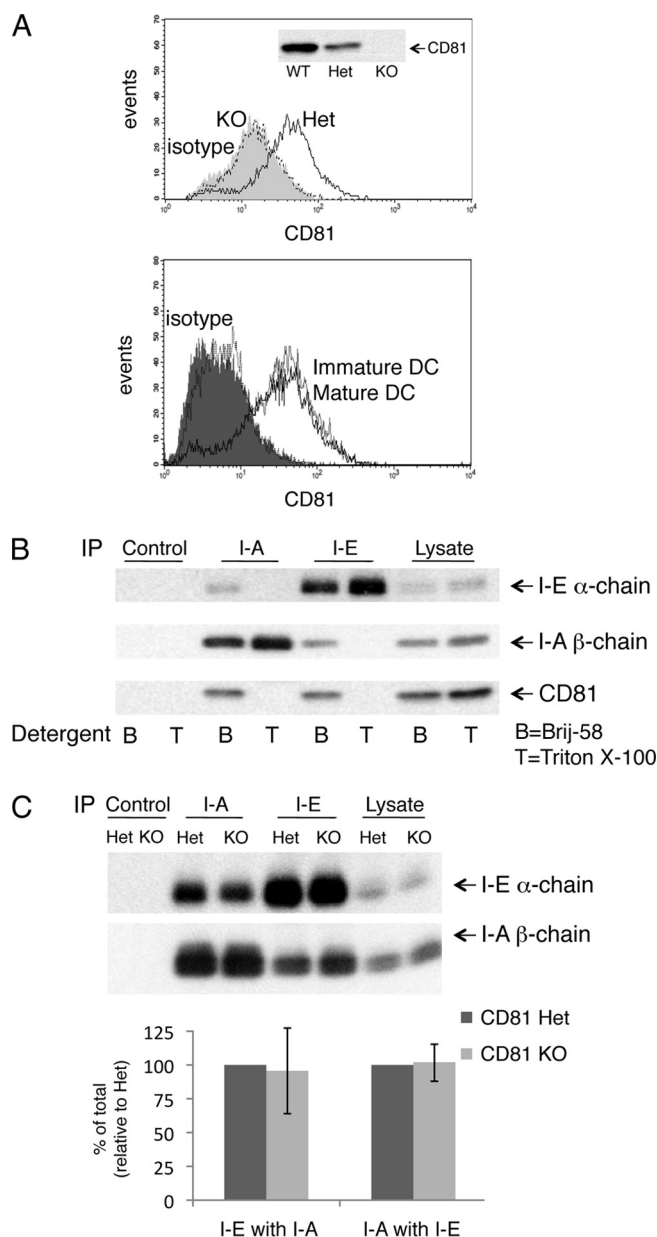 A
70
60
50
40
30
20
10
0
events
←CD81
WT Het KO
KO
Het
isotype
10⁰ 10¹ 10² 10³ 10⁴
CD81
80
70
60
50
40
30
20
10
0
events
isotype
Immature DC
Mature DC
10⁰ 10¹ 10² 10³ 10⁴
CD81
B
IP Control I-A I-E Lysate
←I-E α-chain
←I-A β-chain
←CD81
Detergent B T B T B T B T
B=Brij-58
T=Triton X-100
C
IP Control I-A I-E Lysate
Het KO Het KO Het KO Het KO
←I-E α-chain
←I-A β-chain
CD81 Het
CD81 KO
% of total
(relative to Het)
125
100
75
50
25
0
I-E with I-A I-A with I-E